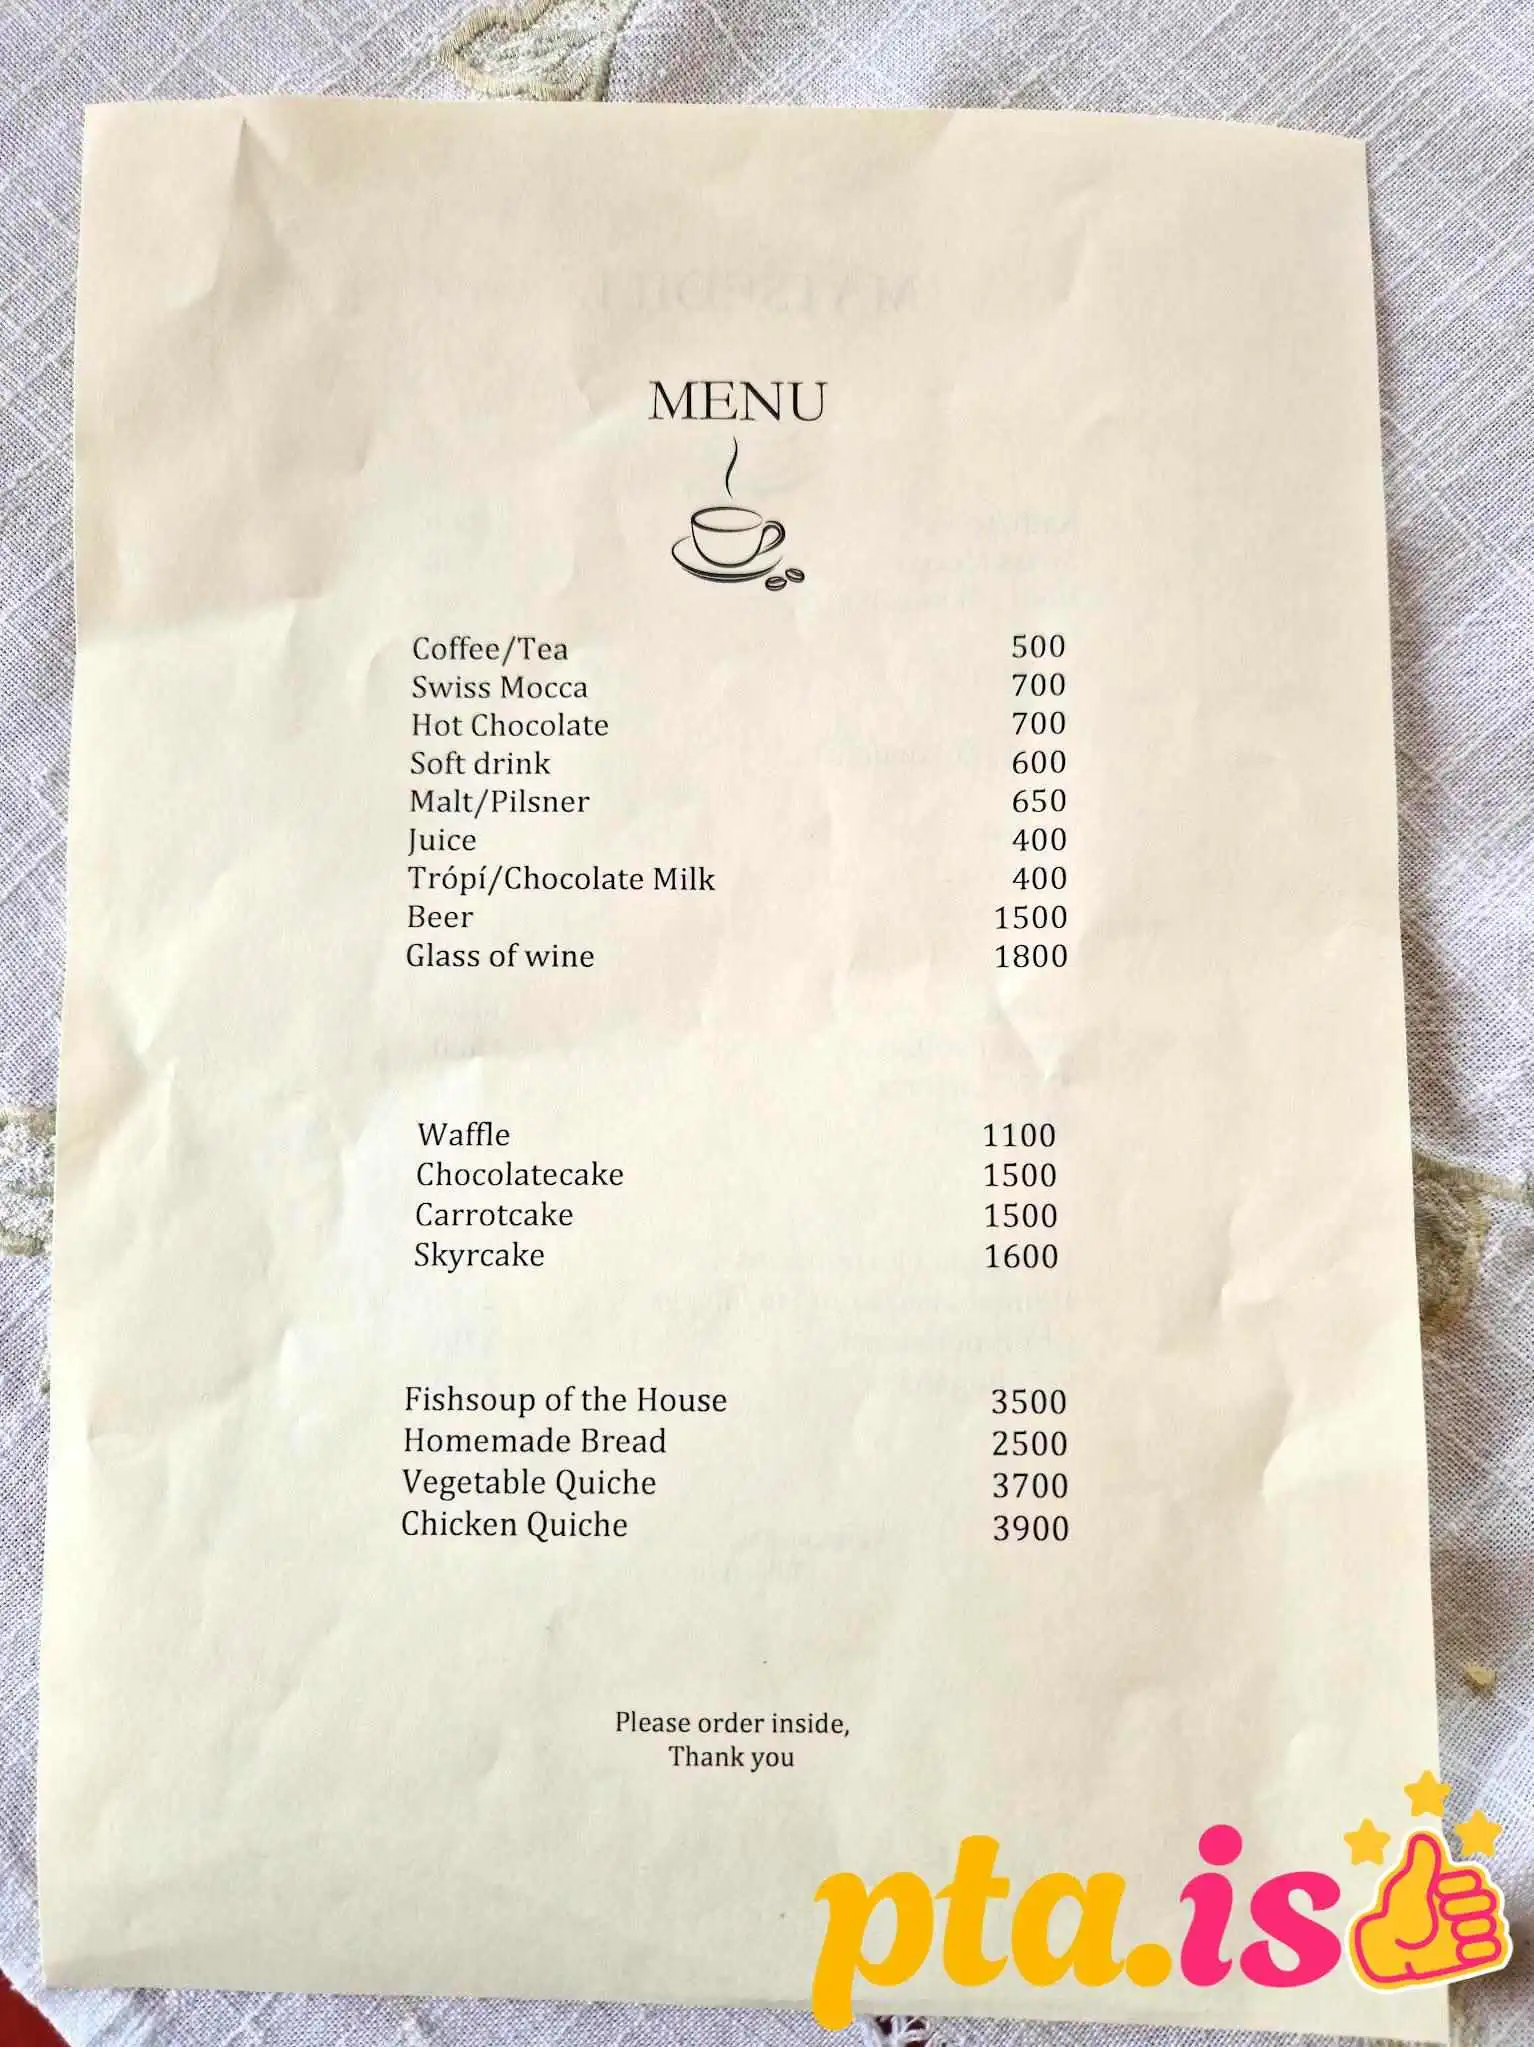 MENU
Coffee/Tea 500
Swiss Mocca 700
Hot Chocolate 700
Soft drink 600
Malt/Pilsner 650
Juice 400
Trópí/Chocolate Milk 400
Beer 1500
Glass of wine 1800
Waffle 1100
Chocolatecake 1500
Carrotcake 1500
Skyrcake 1600
Fishsoup of the House 3500
Homemade Bread 2500
Vegetable Quiche 3700
Chicken Quiche 3900
Please order inside,
Thank you
pta.is